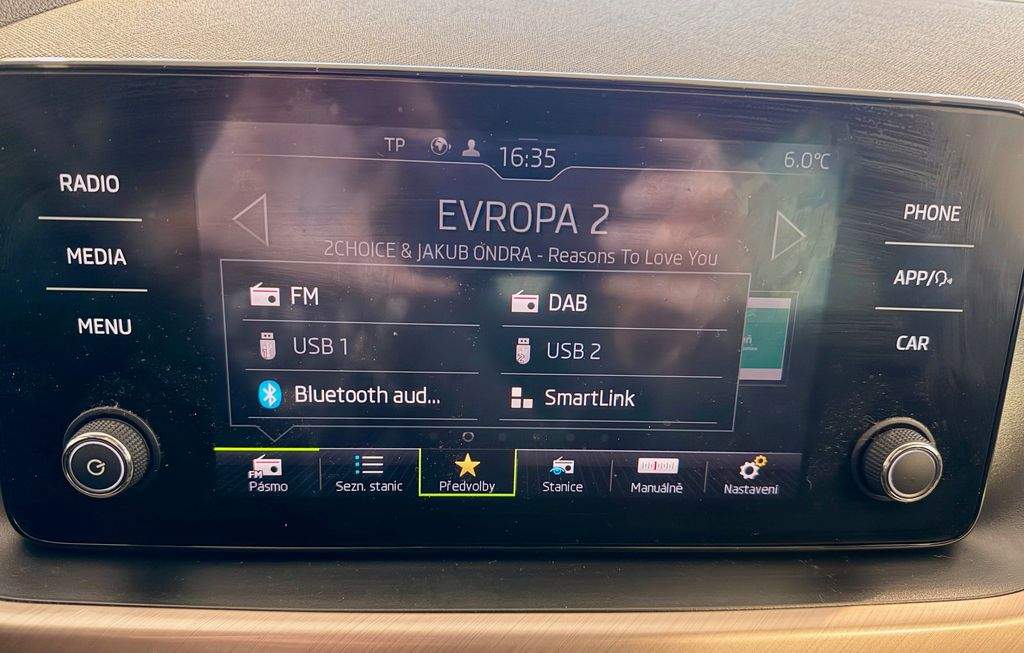 TP 16:35 6.0°C
RADIO
MEDIA
MENU
EVROPA 2
2CHOICE & JAKUB ONDRA - Reasons To Love You
FM DAB
USB 1 USB 2
Bluetooth aud... SmartLink
FM
Pásmo Sezn. stanic Předvolby Stanice Manuálně Nastavení
PHONE
APP/
CAR